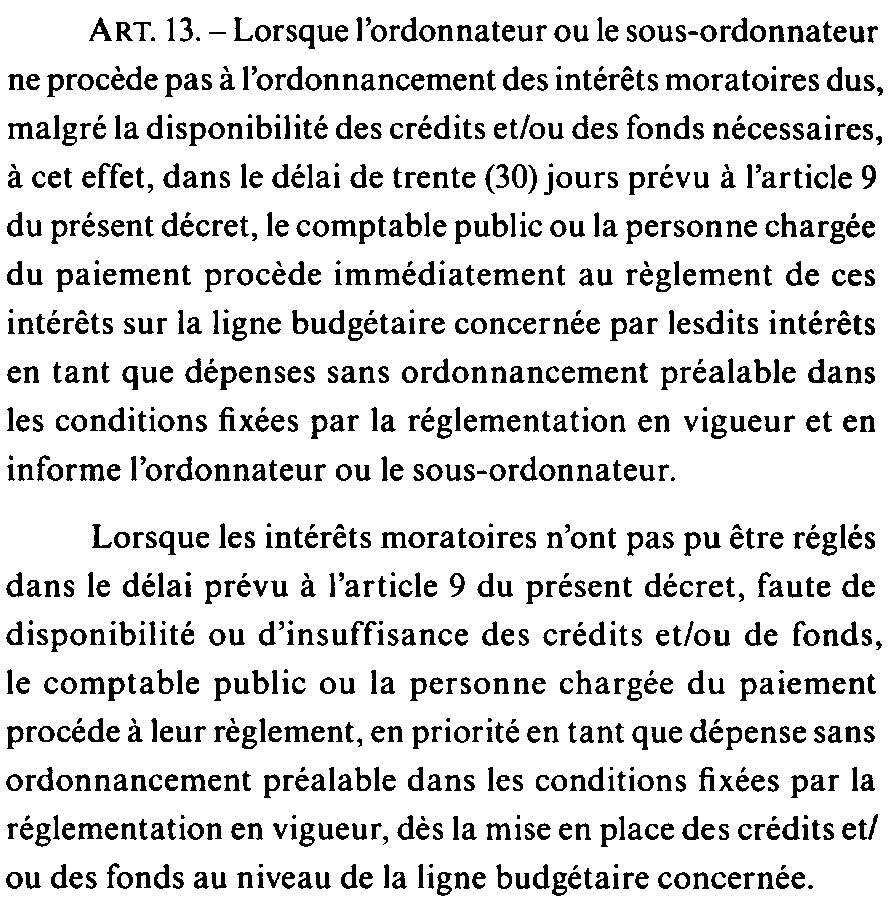 ART. 13. – Lorsque l'ordonnateur ou le sous-ordonnateur
ne procède pas à l'ordonnancement des intérêts moratoires dus,
malgré la disponibilité des crédits et/ou des fonds nécessaires,
à cet effet, dans le délai de trente (30) jours prévu à l'article 9
du présent décret, le comptable public ou la personne chargée
du paiement procède immédiatement au règlement de ces
intérêts sur la ligne budgétaire concernée par lesdits intérêts
en tant que dépenses sans ordonnancement préalable dans
les conditions fixées par la réglementation en vigueur et en
informe l'ordonnateur ou le sous-ordonnateur.
Lorsque les intérêts moratoires n'ont pas pu être réglés
dans le délai prévu à l'article 9 du présent décret, faute de
disponibilité ou d'insuffisance des crédits et/ou de fonds,
le comptable public ou la personne chargée du paiement
procéde à leur règlement, en priorité en tant que dépense sans
ordonnancement préalable dans les conditions fixées par la
réglementation en vigueur, dès la mise en place des crédits et/
ou des fonds au niveau de la ligne budgétaire concernée.